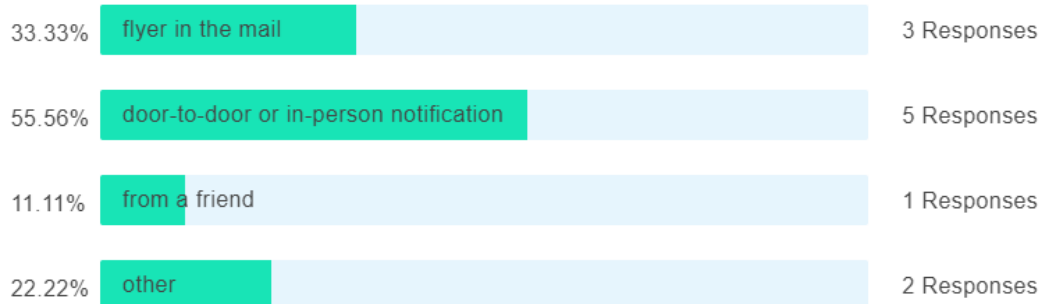 33.33% flyer in the mail 3 Responses
55.56% door-to-door or in-person notification 5 Responses
11.11% from a friend 1 Responses
22.22% other 2 Responses